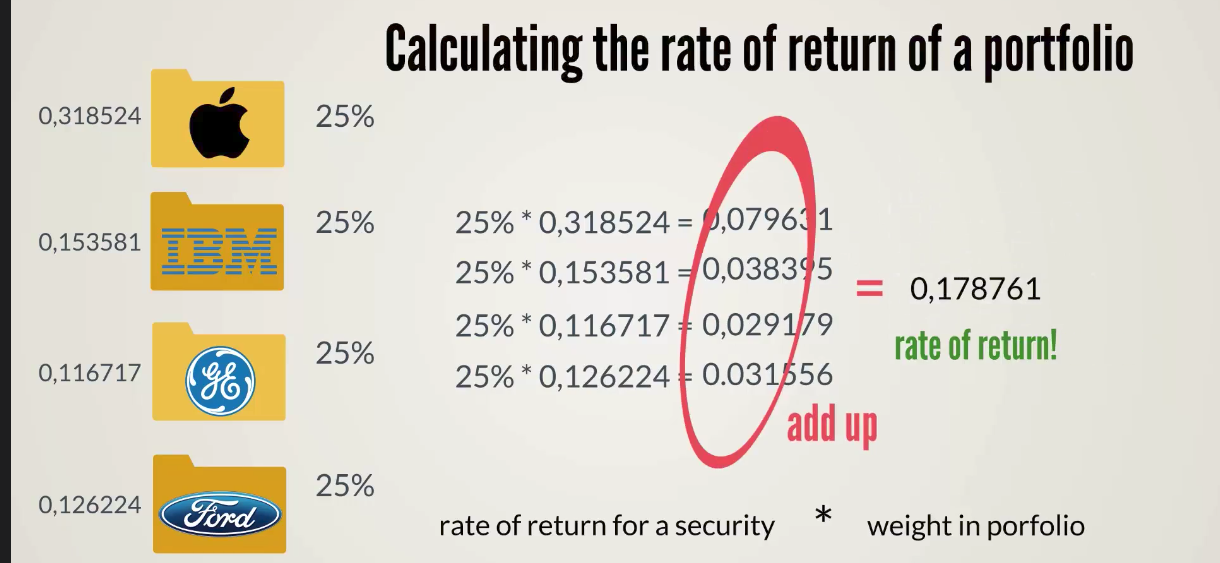 Calculating the rate of return of a portfolio
0,318524 25%
0,153581 IBM 25%
0,116717 GE 25%
0,126224 Ford 25%
25% * 0,318524 = 0,079631
25% * 0,153581 = 0,038395
25% * 0,116717 = 0,029179
25% * 0,126224 = 0.031556
= 0,178761
rate of return!
add up
rate of return for a security * weight in porfolio